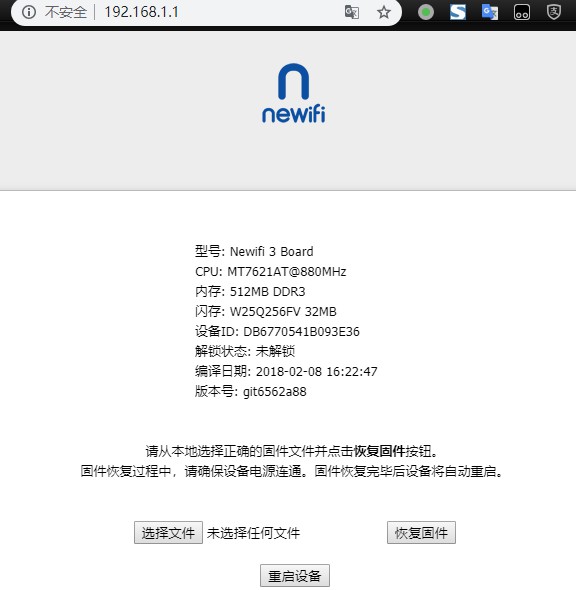 不安全 192.168.1.1
newifi
型号: Newifi 3 Board
CPU: MT7621AT@880MHz
内存: 512MB DDR3
闪存: W25Q256FV 32MB
设备ID: DB6770541B093E36
解锁状态: 未解锁
编译日期: 2018-02-08 16:22:47
版本号: git6562a88
请从本地选择正确的固件文件并点击恢复固件按钮。
固件恢复过程中，请确保设备电源连通。固件恢复完毕后设备将自动重启。
选择文件 未选择任何文件 恢复固件
重启设备